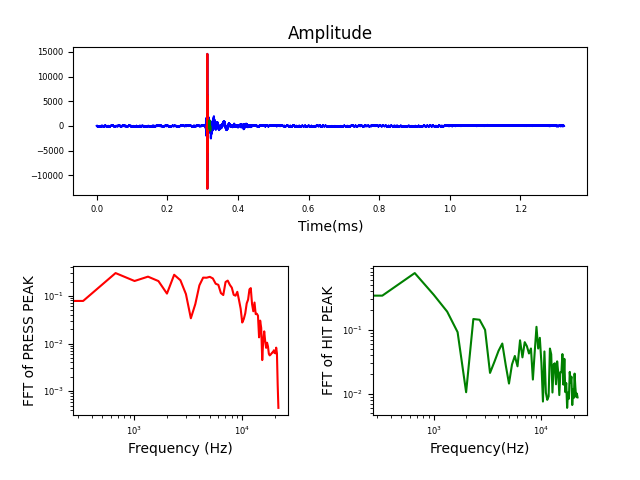 Amplitude
15000
10000
5000
0
−5000
−10000
0.0 0.2 0.4 0.6 0.8 1.0 1.2
Time(ms)
FFT of PRESS PEAK
10⁻¹
10⁻²
10⁻³
10³ 10⁴
Frequency (Hz)
FFT of HIT PEAK
10⁻¹
10⁻²
10³ 10⁴
Frequency(Hz)